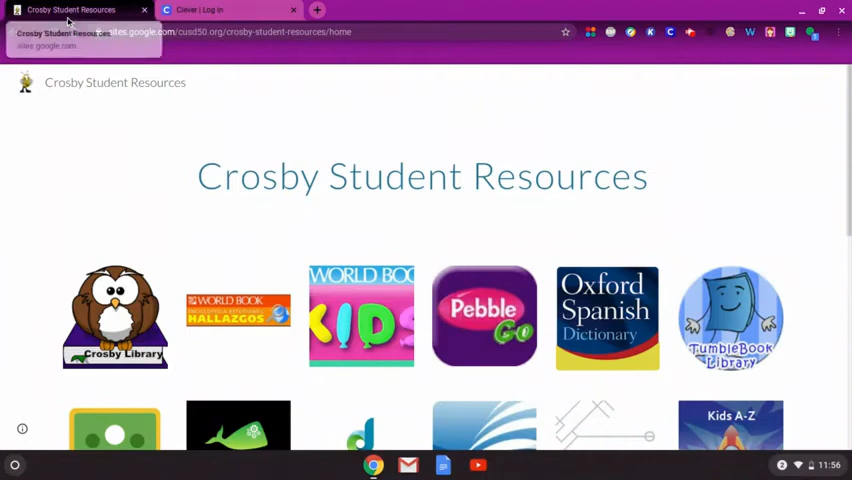 Crosby Student Resources
Clever | Log in
Crosby Student Resources
sites.google.com
sites.google.com/cusd50.org/crosby-student-resources/home
Crosby Student Resources
Crosby Student Resources
Crosby Library
WORLD BOOK
HALLAZGOS
WORLD BOO
KIDS
Pebble
Go
Oxford
Spanish
Dictionary
TUMBLEBOOK
LIBRARY
Kids A-Z
2
11:56